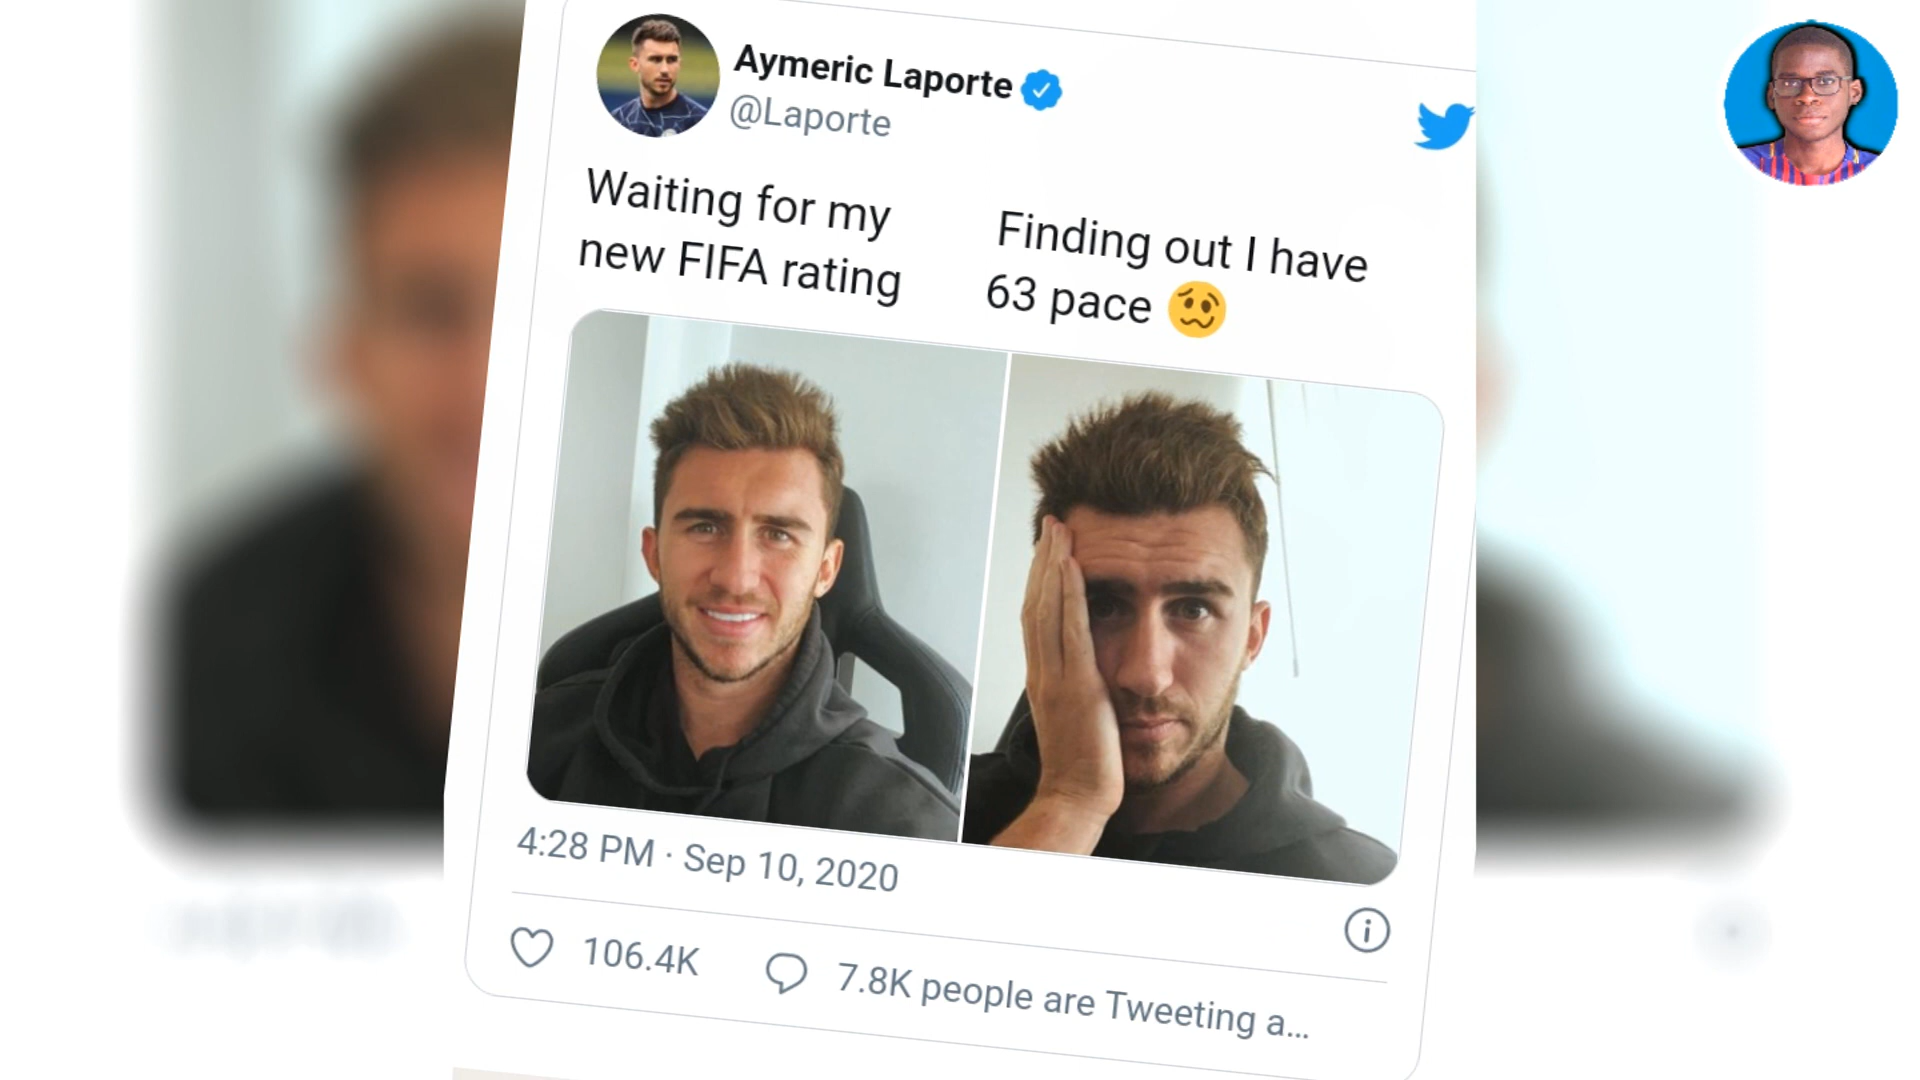 Aymeric Laporte
@Laporte
Waiting for my
new FIFA rating
Finding out I have
63 pace 🥴
4:28 PM · Sep 10, 2020
106.4K
7.8K people are Tweeting a...